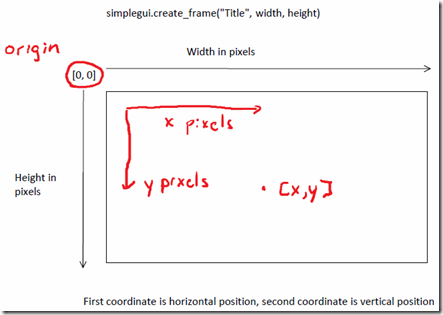 simplegui.create_frame("Title", width, height)
origin
Width in pixels
[0, 0]
x pixels
Height in
pixels
y pixels
[x,y]
First coordinate is horizontal position, second coordinate is vertical position